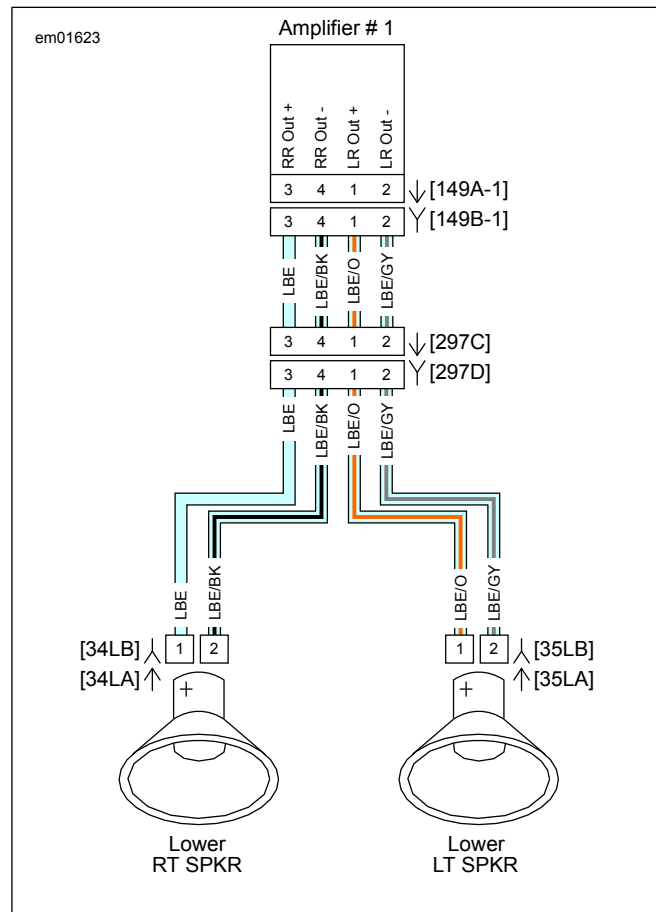 em01623
Amplifier # 1
RR Out +
RR Out -
LR Out +
LR Out -
3 4 1 2 [149A-1]
3 4 1 2 [149B-1]
LBE
LBE/BK
LBE/O
LBE/GY
3 4 1 2 [297C]
3 4 1 2 [297D]
LBE
LBE/BK
LBE/O
LBE/GY
LBE
LBE/BK
LBE/O
LBE/GY
[34LB] 1 2
1 2 [35LB]
[34LA] +
+ [35LA]
Lower
RT SPKR
Lower
LT SPKR